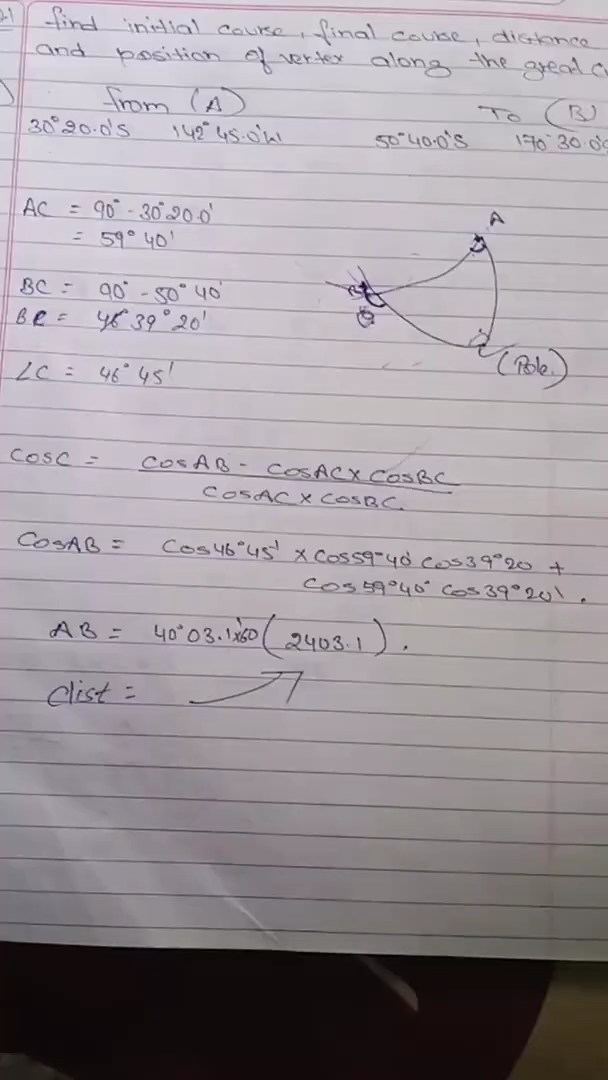 find initial course, final course, distance
and position of vertex along the great
from (A) To (B)
30°20.0'S 142°45.0'W 50°40.0'S 170°30.0'
AC = 90° - 30°20.0'
= 59°40'
BC = 90° - 50°40'
BC = 39°20'
∠C = 46°45'
A
(Pole)
COSC = COSAB - COSAC x COSBC
COSAC x COSBC
COSAB = Cos46°45' x Cos59°40' Cos39°20 +
Cos59°40' Cos39°20'.
AB = 40°03.1'x60 (2403.1).
dist =